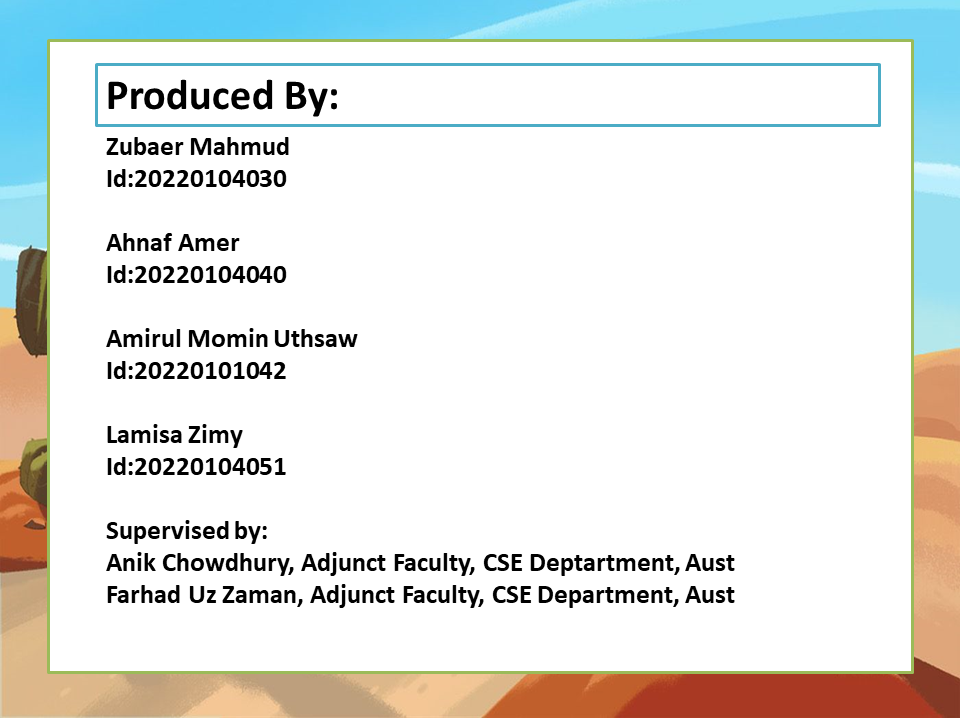 Produced By:
Zubaer Mahmud
Id:20220104030
Ahnaf Amer
Id:20220104040
Amirul Momin Uthsaw
Id:20220101042
Lamisa Zimy
Id:20220104051
Supervised by:
Anik Chowdhury, Adjunct Faculty, CSE Deptartment, Aust
Farhad Uz Zaman, Adjunct Faculty, CSE Department, Aust